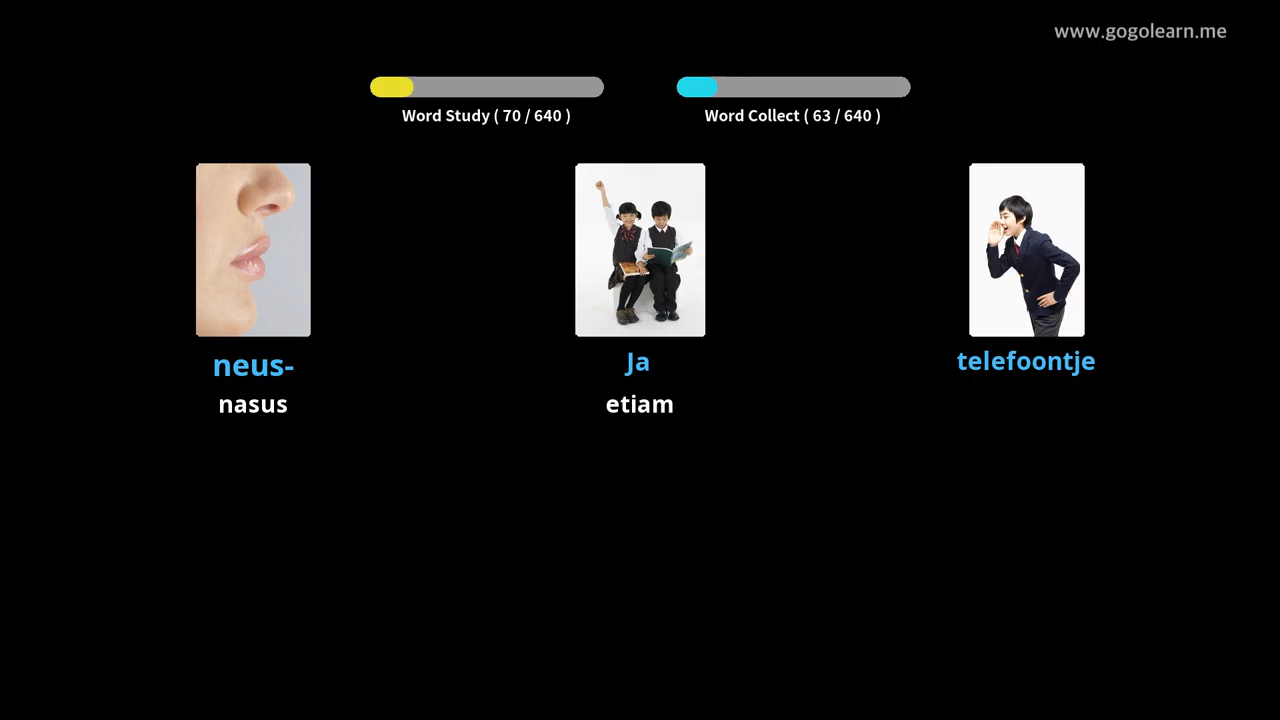 www.gogolearn.me
Word Study ( 70 / 640 )
Word Collect ( 63 / 640 )
neus-
nasus
Ja
etiam
telefoontje